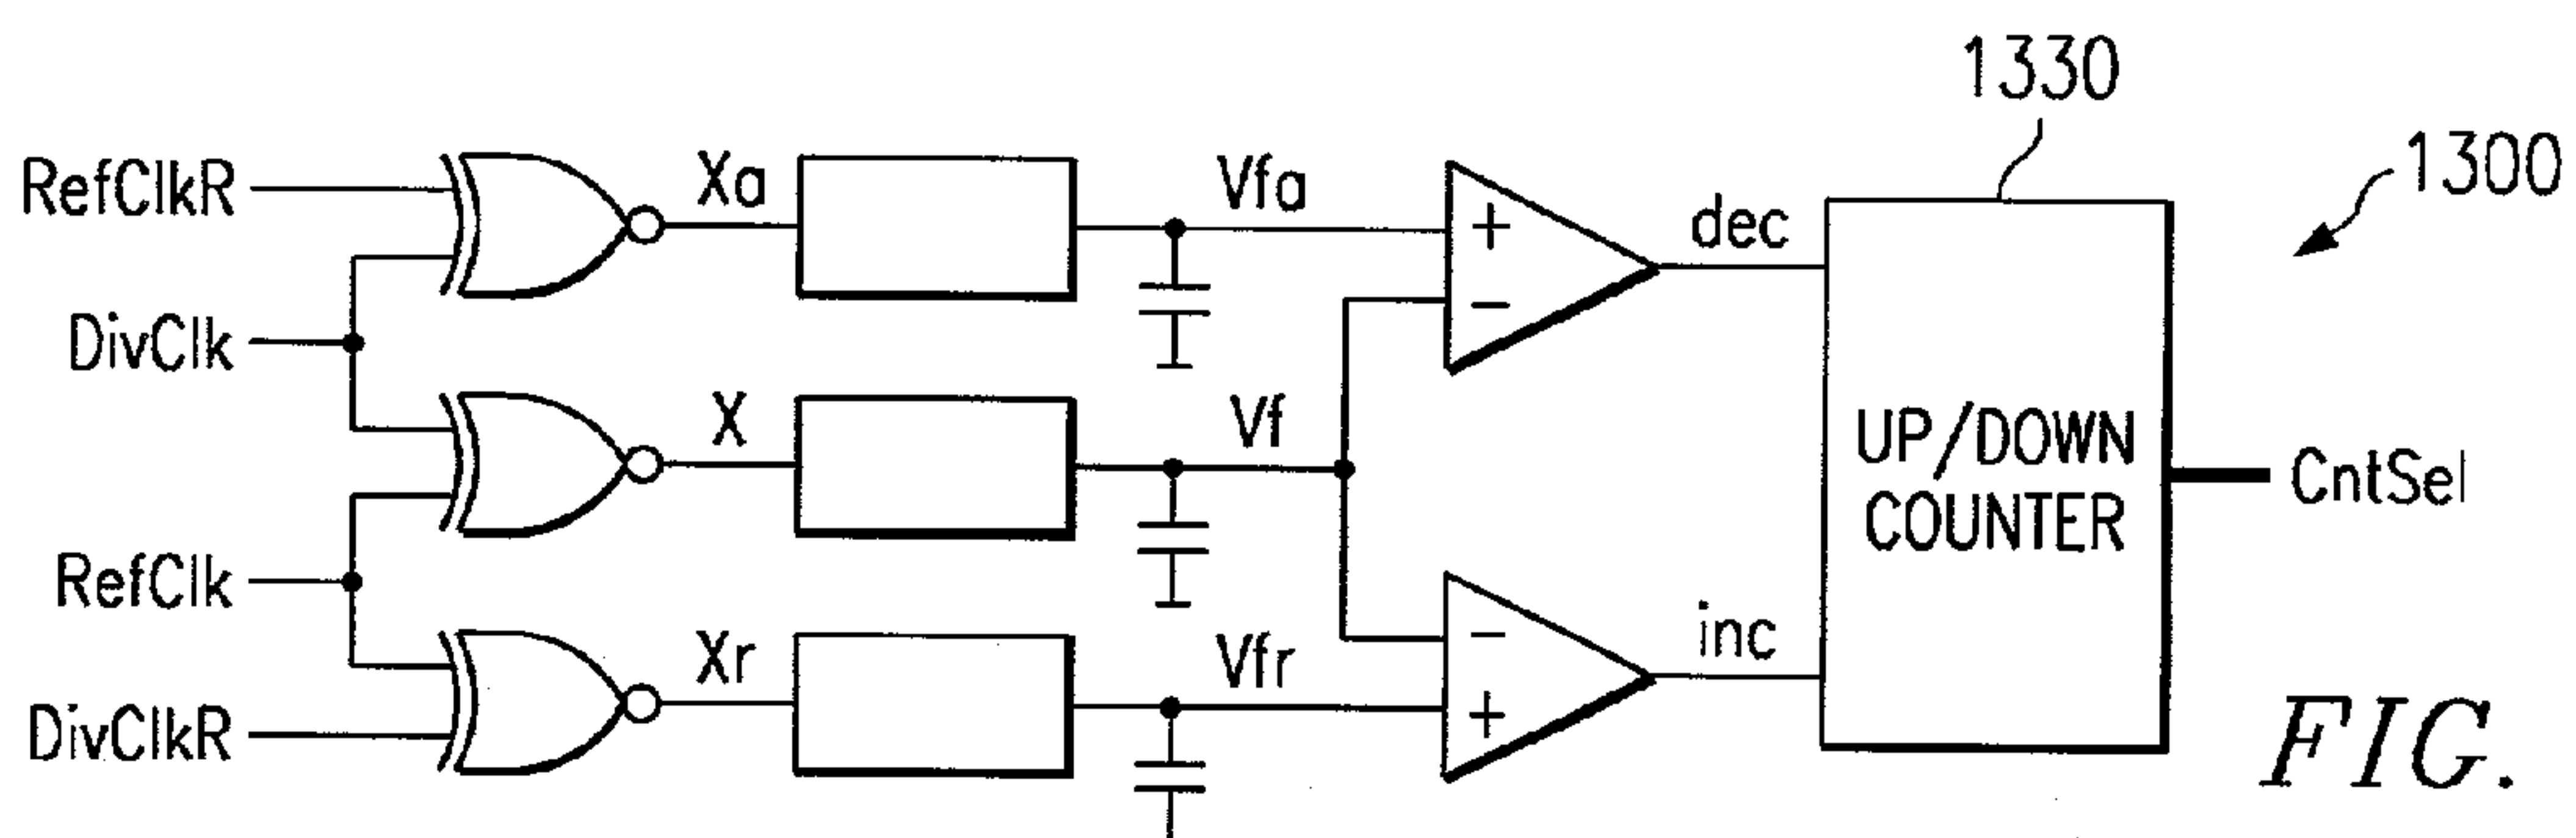 1330
1300
RefClkR
Xa
Vfa
+
−
dec
DivClk
X
Vf
UP/DOWN
COUNTER
CntSel
RefClk
Xr
Vfr
−
+
inc
DivClkR
FIG.